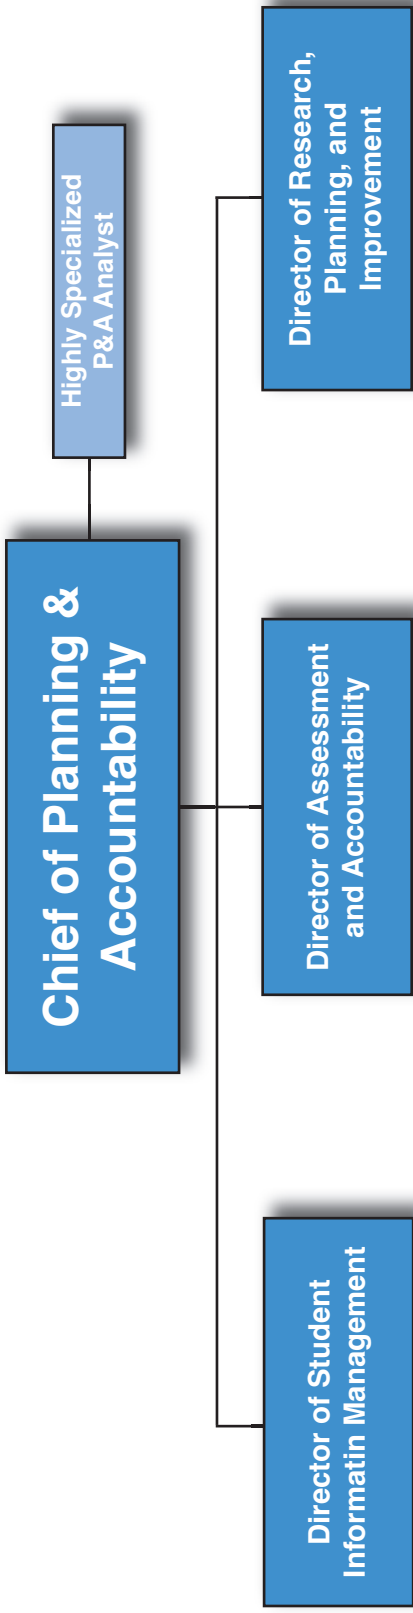 Chief of Planning &
Accountability
Highly Specialized
P&A Analyst
Director of Student
Informatin Management
Director of Assessment
and Accountability
Director of Research,
Planning, and
Improvement